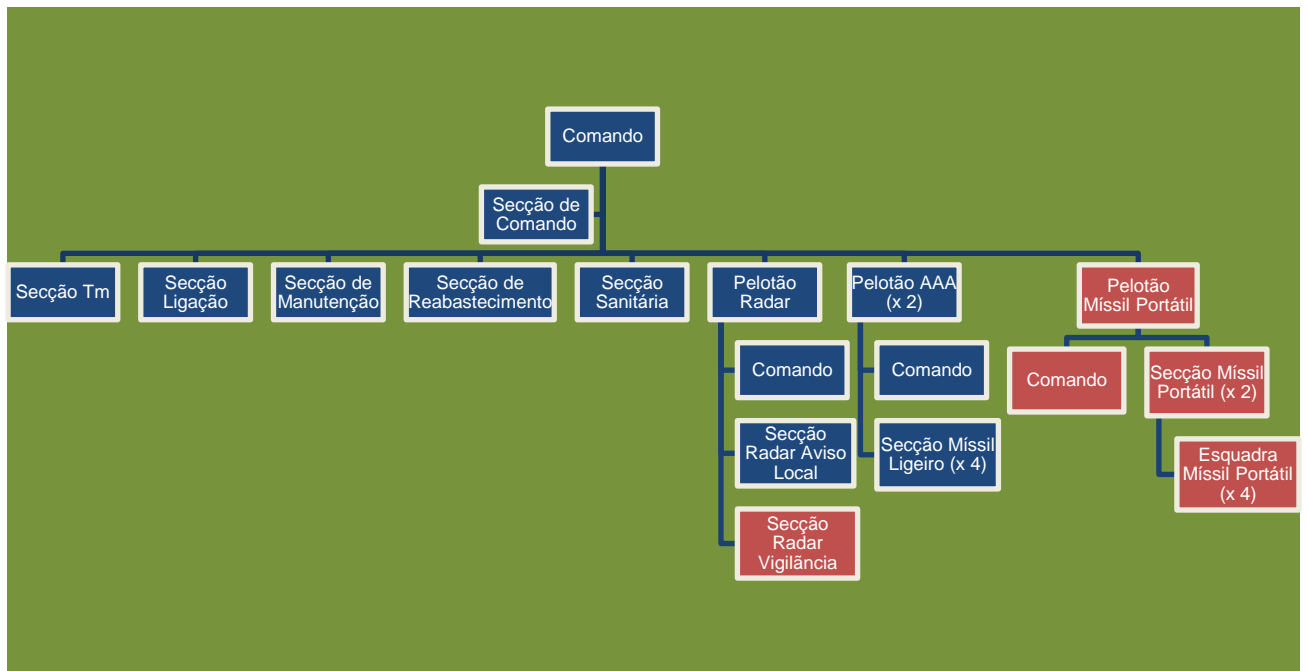 Comando
Secção de
Comando
Secção Tm
Secção
Ligação
Secção de
Manutenção
Secção de
Reabastecimento
Secção
Sanitária
Pelotão
Radar
Pelotão AAA
(x 2)
Pelotão
Míssil Portátil
Comando
Secção
Radar Aviso
Local
Secção
Radar
Vigilãncia
Comando
Secção Míssil
Ligeiro (x 4)
Comando
Secção Míssil
Portátil (x 2)
Esquadra
Míssil Portátil
(x 4)